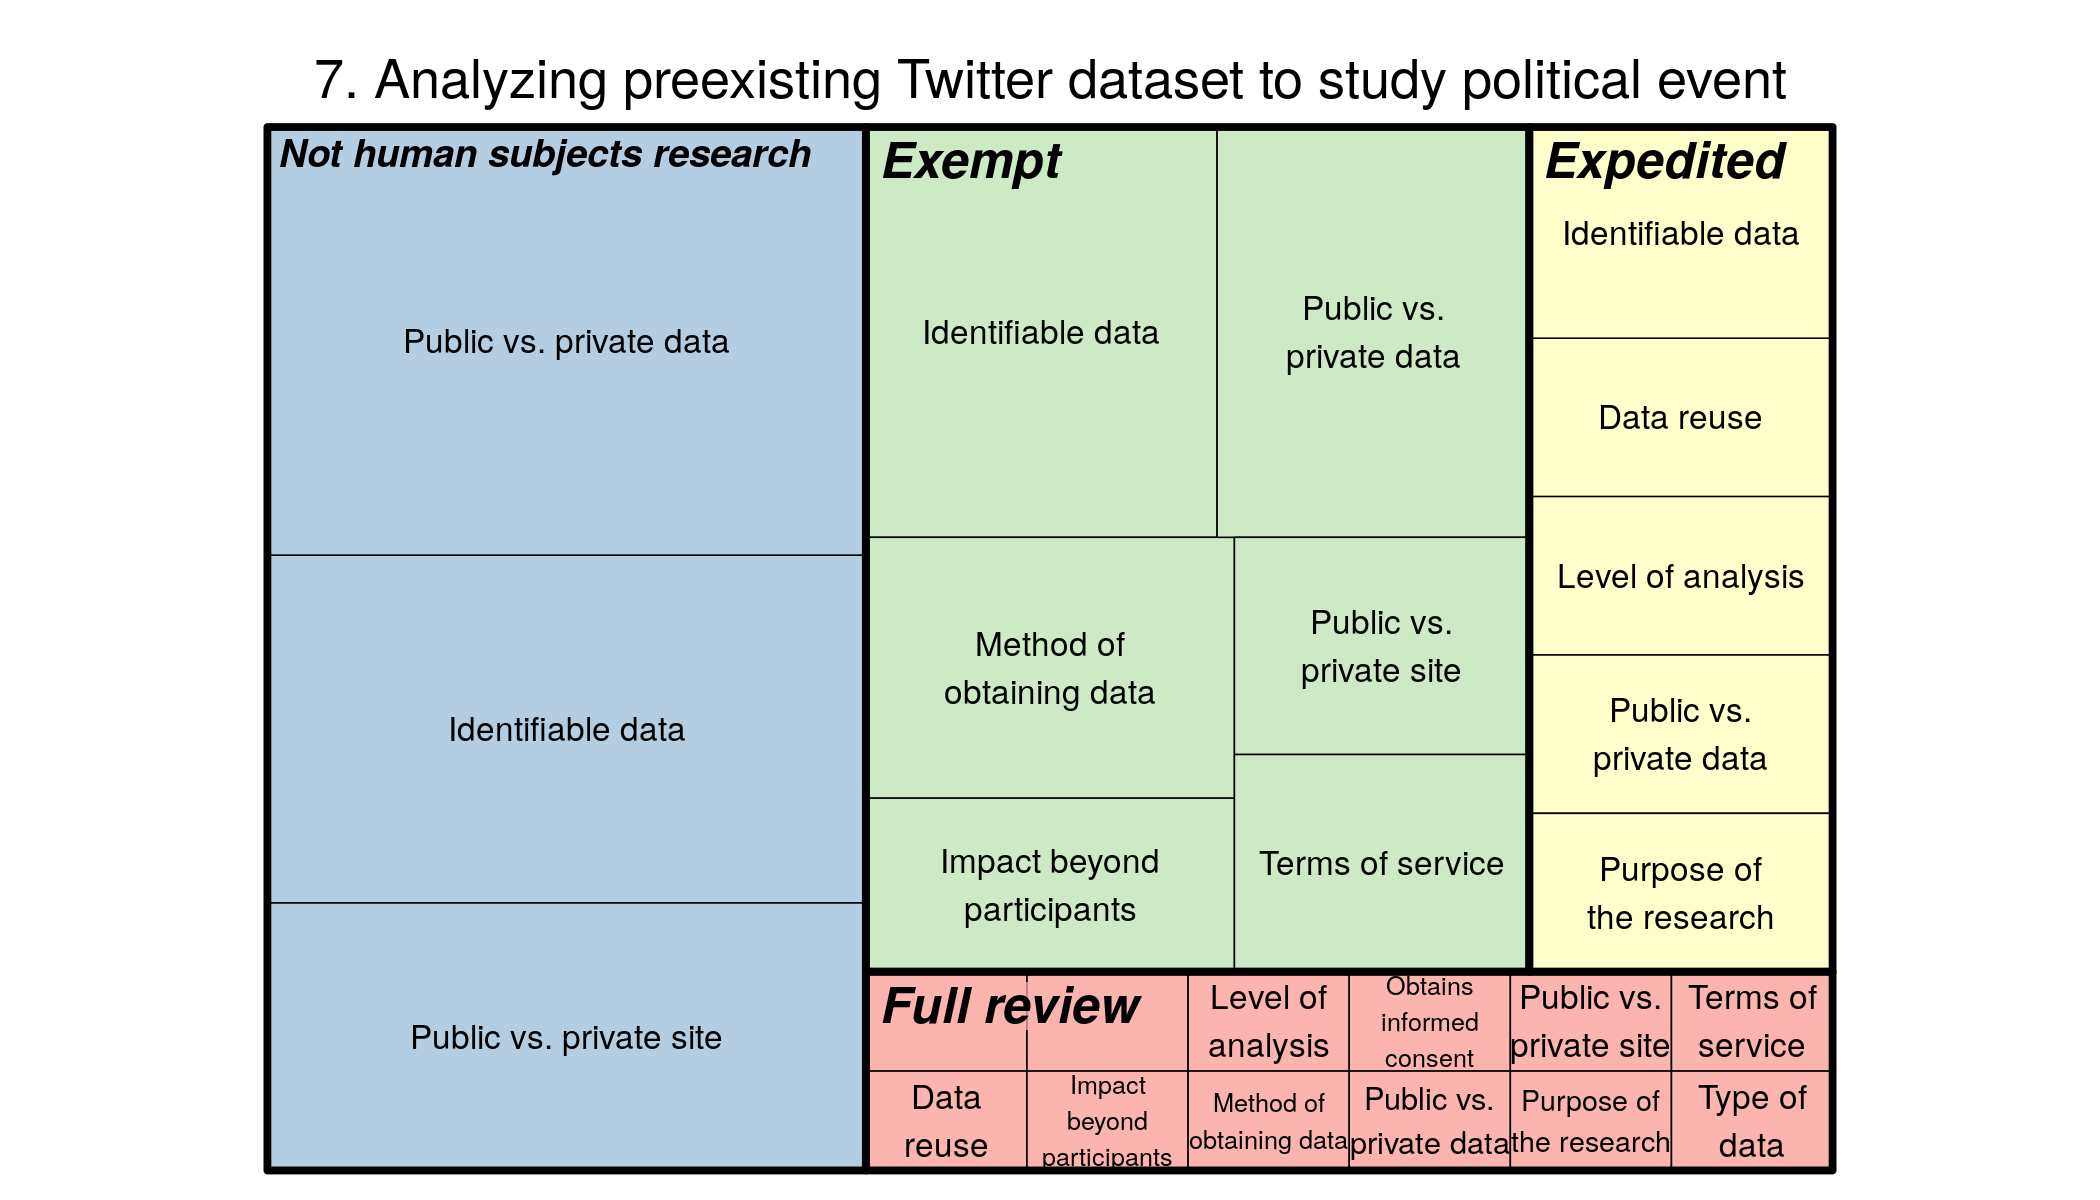 7. Analyzing preexisting Twitter dataset to study political event
Not human subjects research
Public vs. private data
Identifiable data
Public vs. private site
Exempt
Identifiable data
Public vs.
private data
Method of
obtaining data
Public vs.
private site
Impact beyond
participants
Terms of service
Expedited
Identifiable data
Data reuse
Level of analysis
Public vs.
private data
Purpose of
the research
Full review
Level of
analysis
Obtains
informed
consent
Public vs.
private site
Terms of
service
Data
reuse
Impact
beyond
participants
Method of
obtaining data
Public vs.
private data
Purpose of
the research
Type of
data